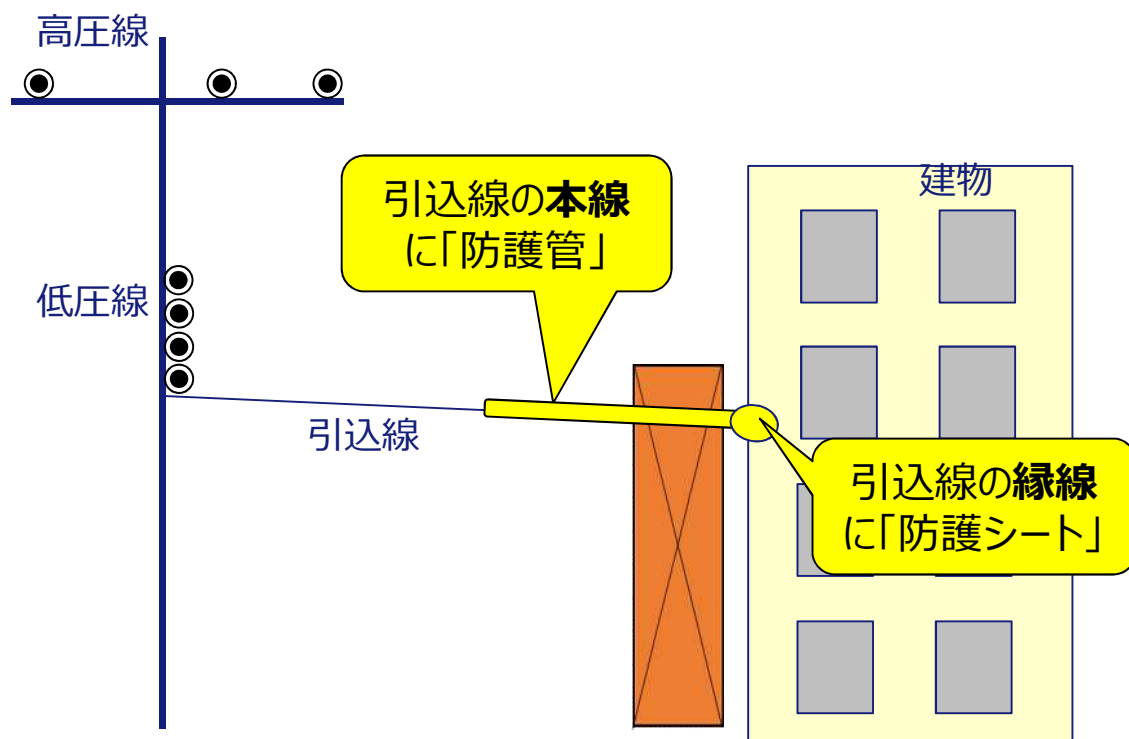 高圧線
引込線の本線
に「防護管」
建物
低圧線
引込線
引込線の縁線
に「防護シート」